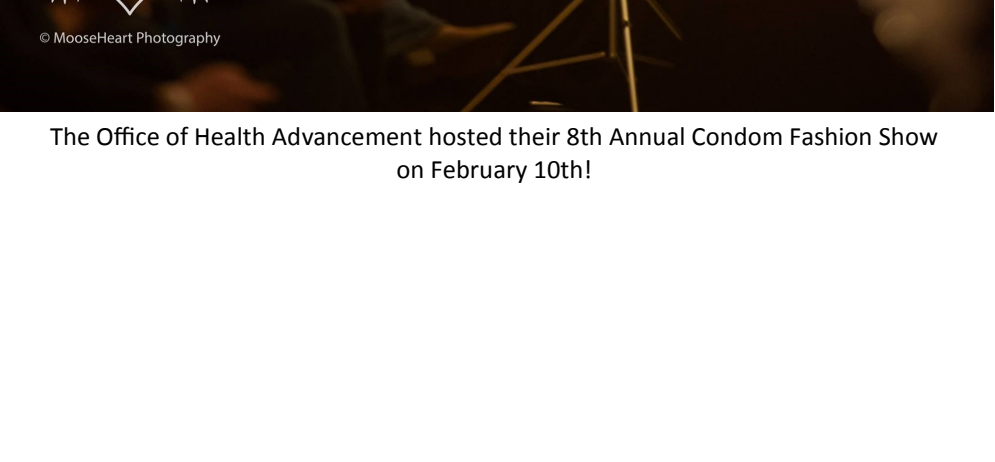 © MooseHeart Photography
The Office of Health Advancement hosted their 8th Annual Condom Fashion Show
on February 10th!